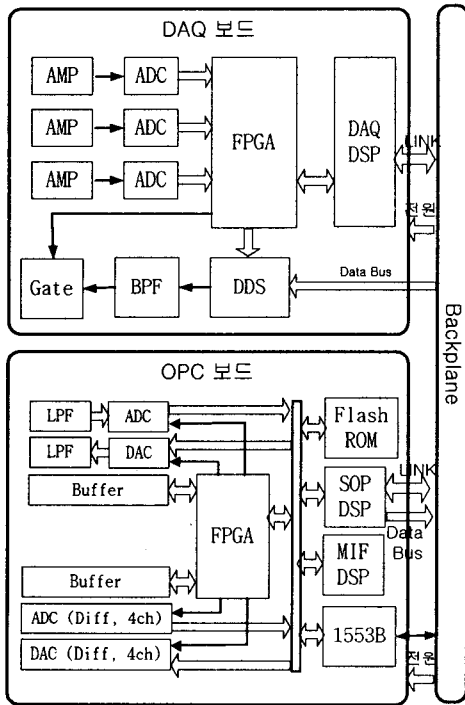 DAQ 보드
AMP
ADC
AMP
ADC
AMP
ADC
FPGA
DAQ
DSP
LINK
전원
Gate
BPF
DDS
Data Bus
Backplane
OPC 보드
LPF
ADC
LPF
DAC
Buffer
FPGA
Buffer
ADC (Diff, 4ch)
DAC (Diff, 4ch)
Flash
ROM
SOP
DSP
LINK
Data
Bus
MIF
DSP
1553B
전원